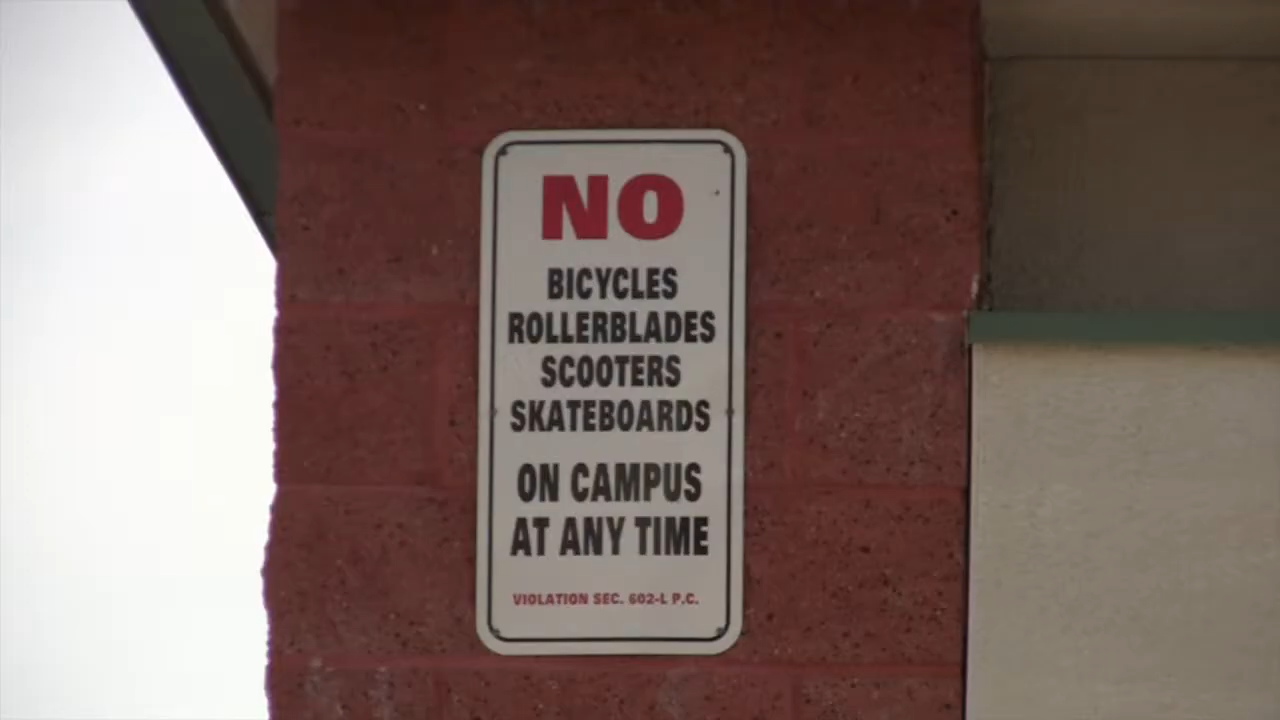 NO
BICYCLES
ROLLERBLADES
SCOOTERS
SKATEBOARDS
ON CAMPUS
AT ANY TIME
VIOLATION SEC. 602-L P.C.